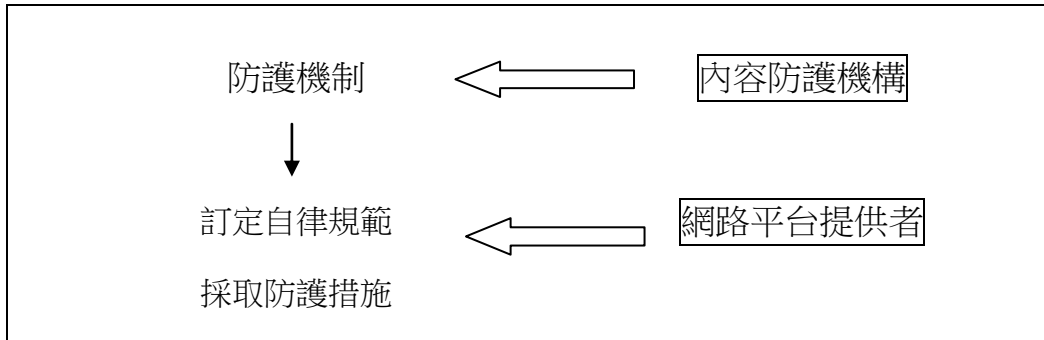 防護機制
內容防護機構
訂定自律規範
網路平台提供者
採取防護措施